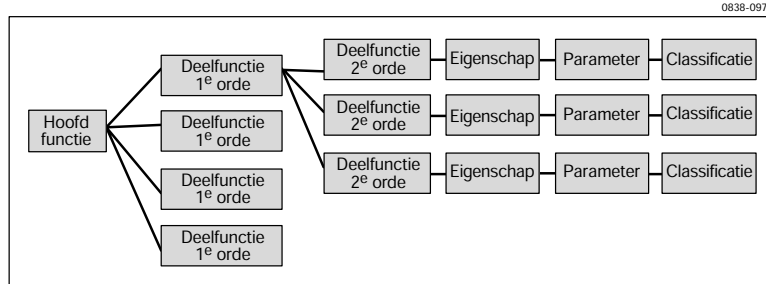 0838-097
Hoofd
functie
Deelfunctie
1e orde
Deelfunctie
1e orde
Deelfunctie
1e orde
Deelfunctie
1e orde
Deelfunctie
2e orde
Eigenschap
Parameter
Classificatie
Deelfunctie
2e orde
Eigenschap
Parameter
Classificatie
Deelfunctie
2e orde
Eigenschap
Parameter
Classificatie